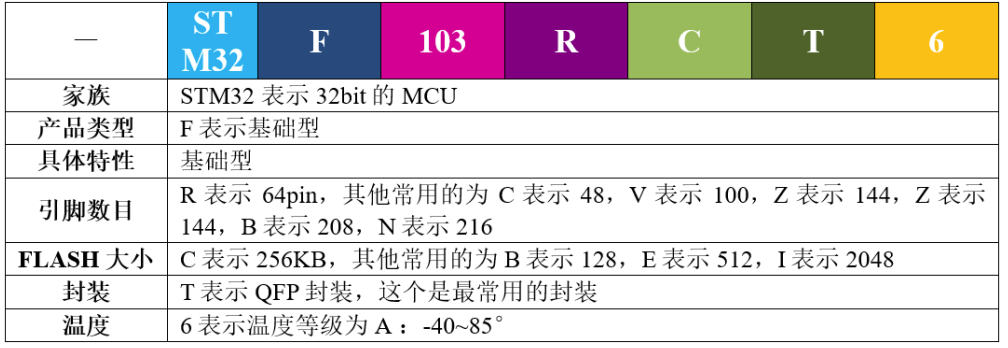 — ST M32 F 103 R C T 6
家族 STM32 表示 32bit 的 MCU
产品类型 F 表示基础型
具体特性 基础型
引脚数目 R 表示 64pin，其他常用的为 C 表示 48，V 表示 100，Z 表示 144，Z 表示
144，B 表示 208，N 表示 216
FLASH 大小 C 表示 256KB，其他常用的为 B 表示 128，E 表示 512，I 表示 2048
封装 T 表示 QFP 封装，这个是最常用的封装
温度 6 表示温度等级为 A ：-40~85°